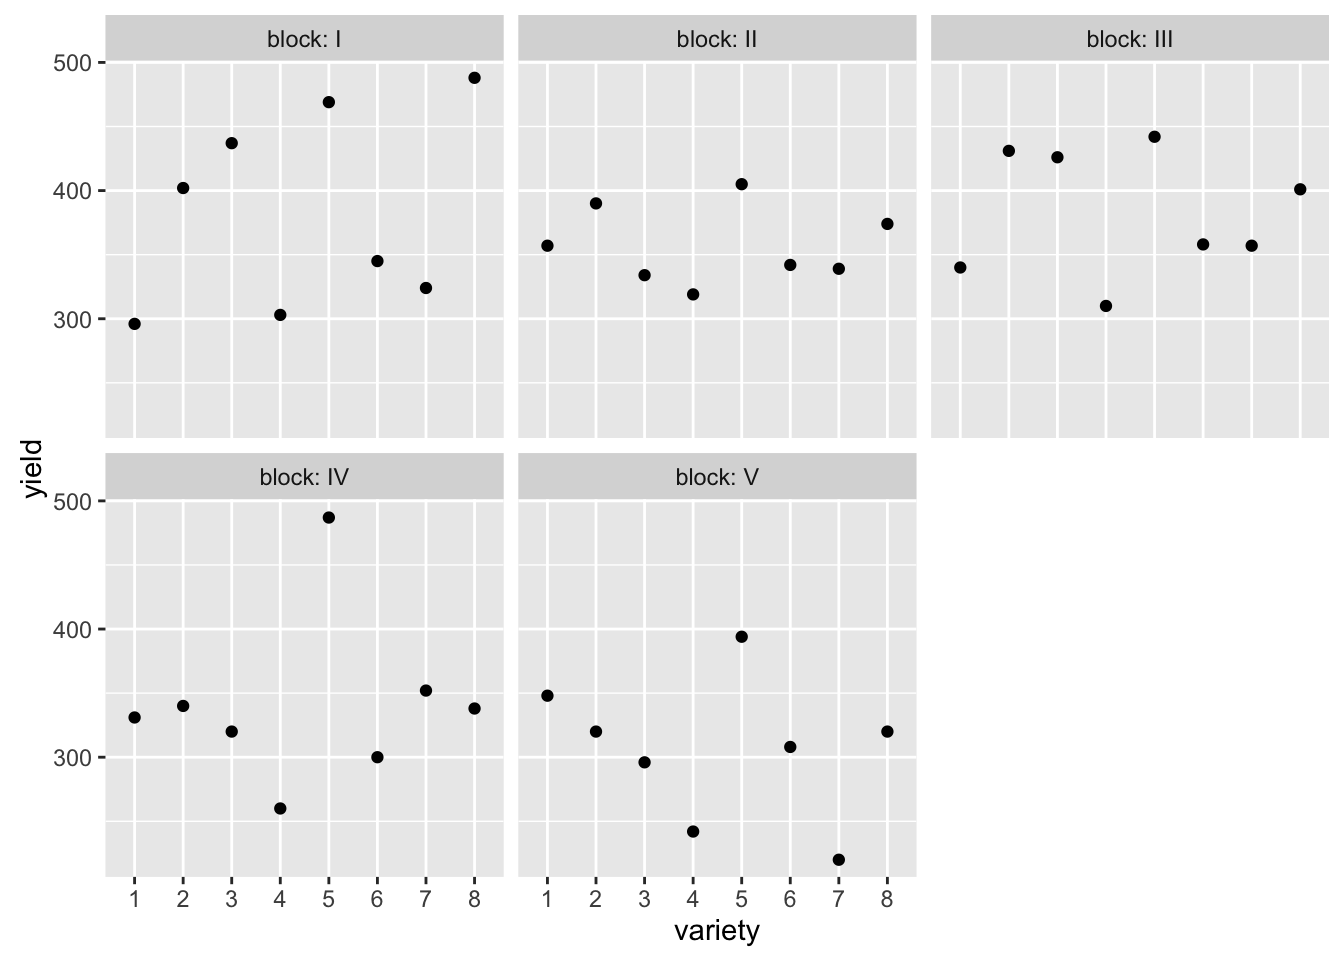 block: I
block: II
block: III
500
400
300
yield
block: IV
block: V
500
400
300
1 2 3 4 5 6 7 8
1 2 3 4 5 6 7 8
variety